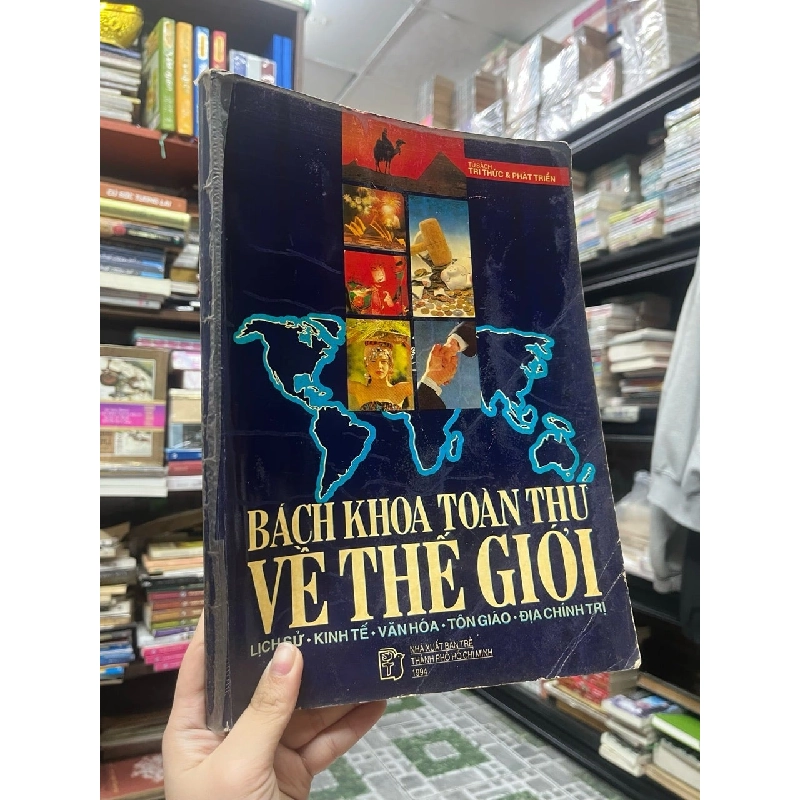 TỦ SÁCH
TRI THỨC & PHÁT TRIỂN
BÁCH KHOA TOÀN THƯ
VỀ THẾ GIỚI
LỊCH SỬ • KINH TẾ • VĂN HÓA • TÔN GIÁO • ĐỊA CHÍNH TRỊ
NHÀ XUẤT BẢN TRẺ
THÀNH PHỐ HỒ CHÍ MINH
1994